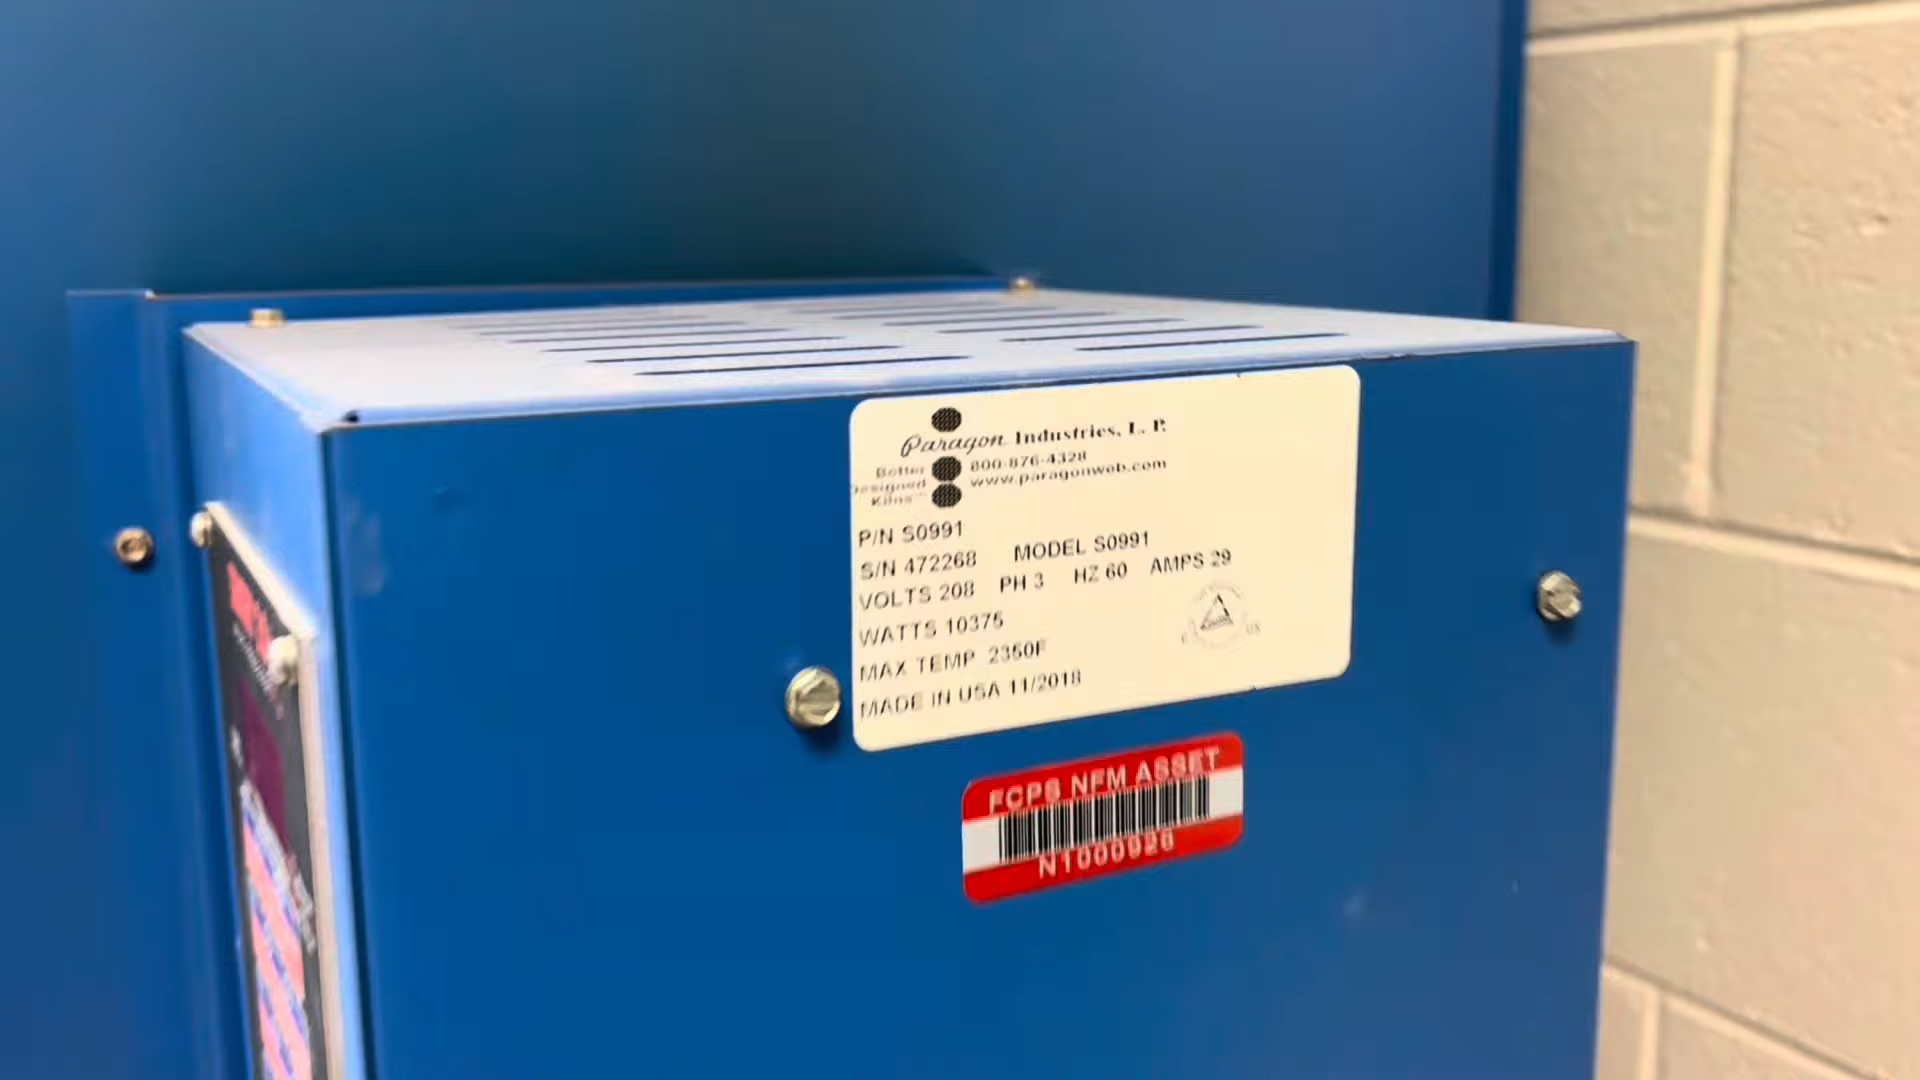 Paragon Industries, L. P.
Better
Designed
Kilns
800-876-4328
www.paragonweb.com
P/N S0991
S/N 472268 MODEL S0991
VOLTS 208 PH 3 HZ 60 AMPS 29
WATTS 10375
MAX TEMP 2350F
MADE IN USA 11/2018
FCPS NFM ASSET
N1000926